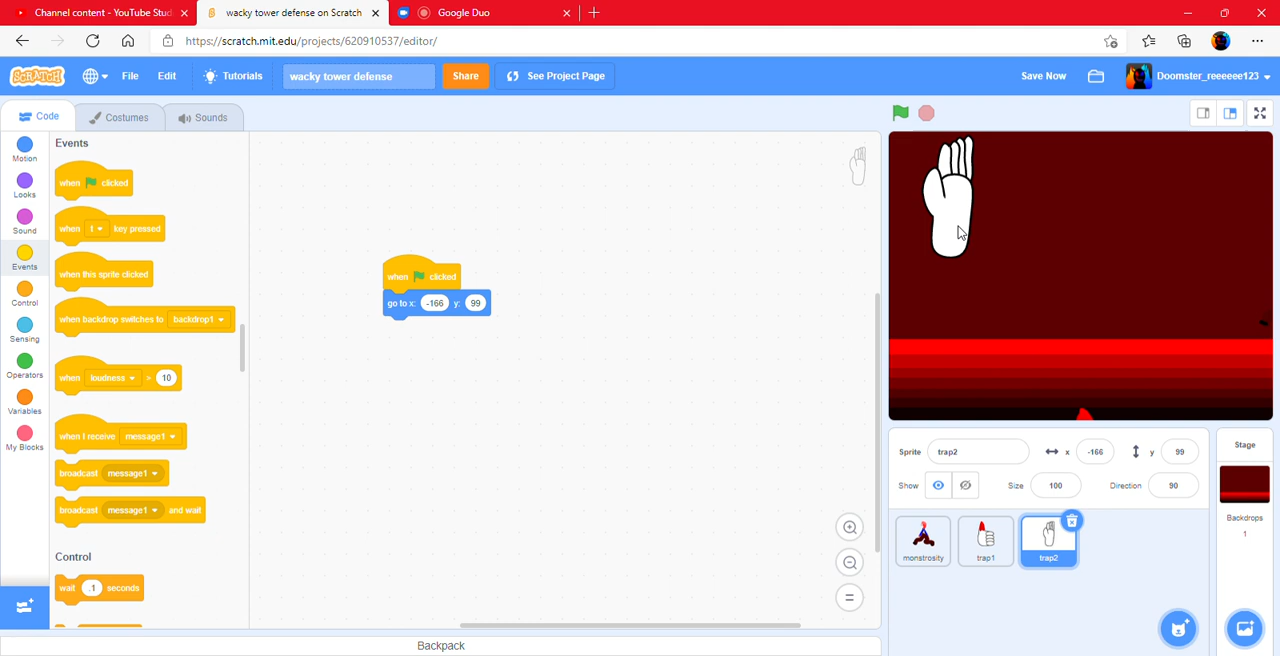 Channel content - YouTube Stud
wacky tower defense on Scratch
Google Duo
https://scratch.mit.edu/projects/620910537/editor/
SCRATCH
File
Edit
Tutorials
wacky tower defense
Share
See Project Page
Save Now
Doomster_reeeeee123
Code
Costumes
Sounds
Motion
Looks
Sound
Events
Control
Sensing
Operators
Variables
My Blocks
Events
when clicked
when t key pressed
when this sprite clicked
when backdrop switches to backdrop1
when loudness > 10
when I receive message1
broadcast message1
broadcast message1 and wait
Control
wait .1 seconds
when clicked
go to x: -166 y: 99
Backpack
Sprite trap2 x -166 y 99
Show Size 100 Direction 90
monstrosity
trap1
trap2
Stage
Backdrops
1